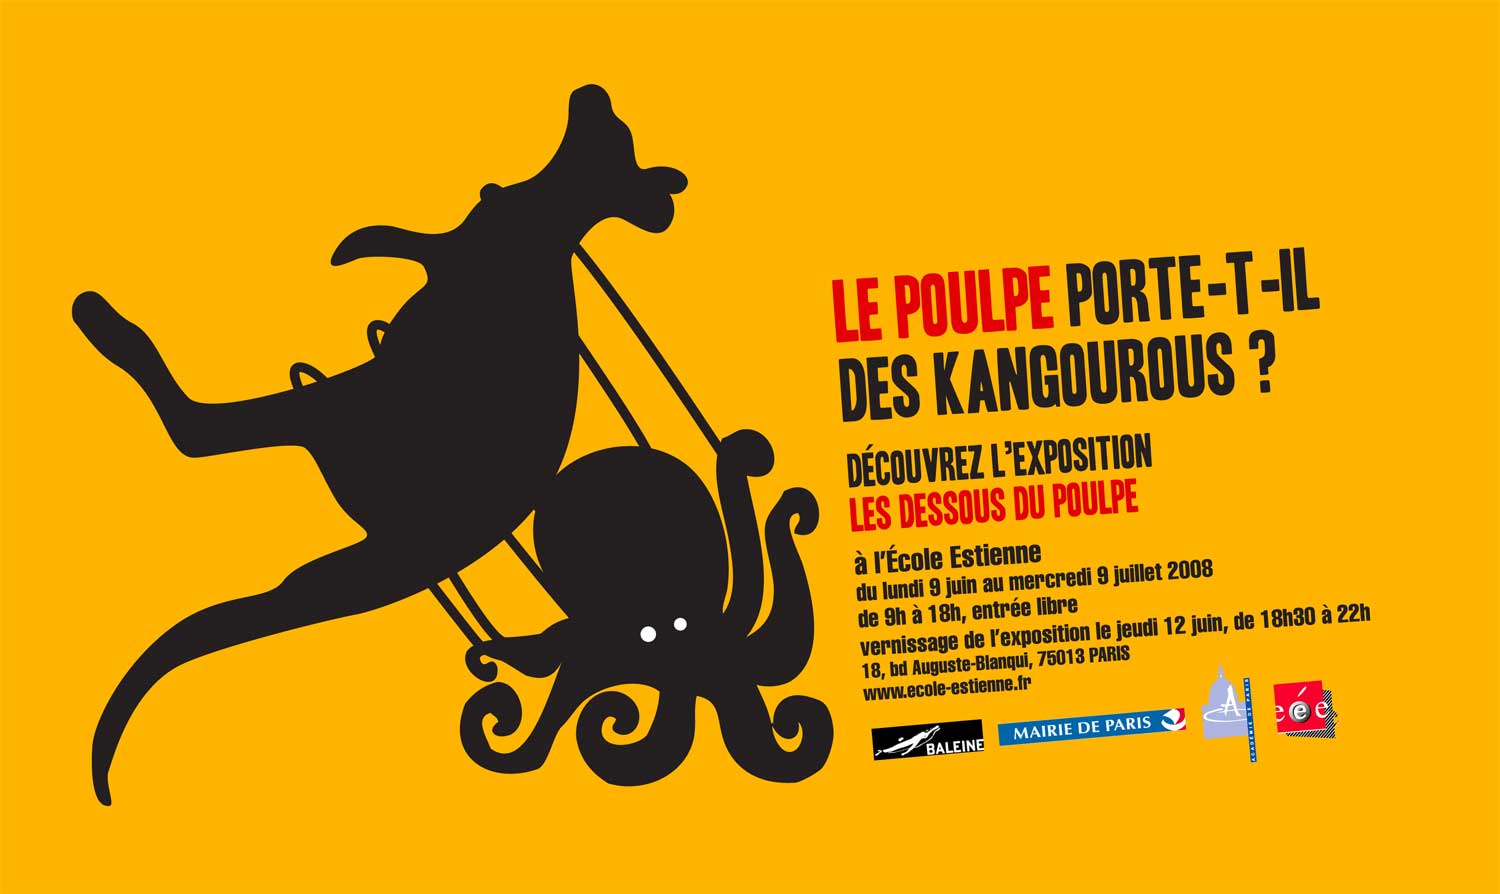 LE POULPE PORTE-T-IL
DES KANGOUROUS ?
DÉCOUVREZ L'EXPOSITION
LES DESSOUS DU POULPE
à l'École Estienne
du lundi 9 juin au mercredi 9 juillet 2008
de 9h à 18h, entrée libre
vernissage de l'exposition le jeudi 12 juin, de 18h30 à 22h
18, bd Auguste-Blanqui, 75013 PARIS
www.ecole-estienne.fr
BALEINE
MAIRIE DE PARIS
A
ACADÉMIE DE PARIS
eée